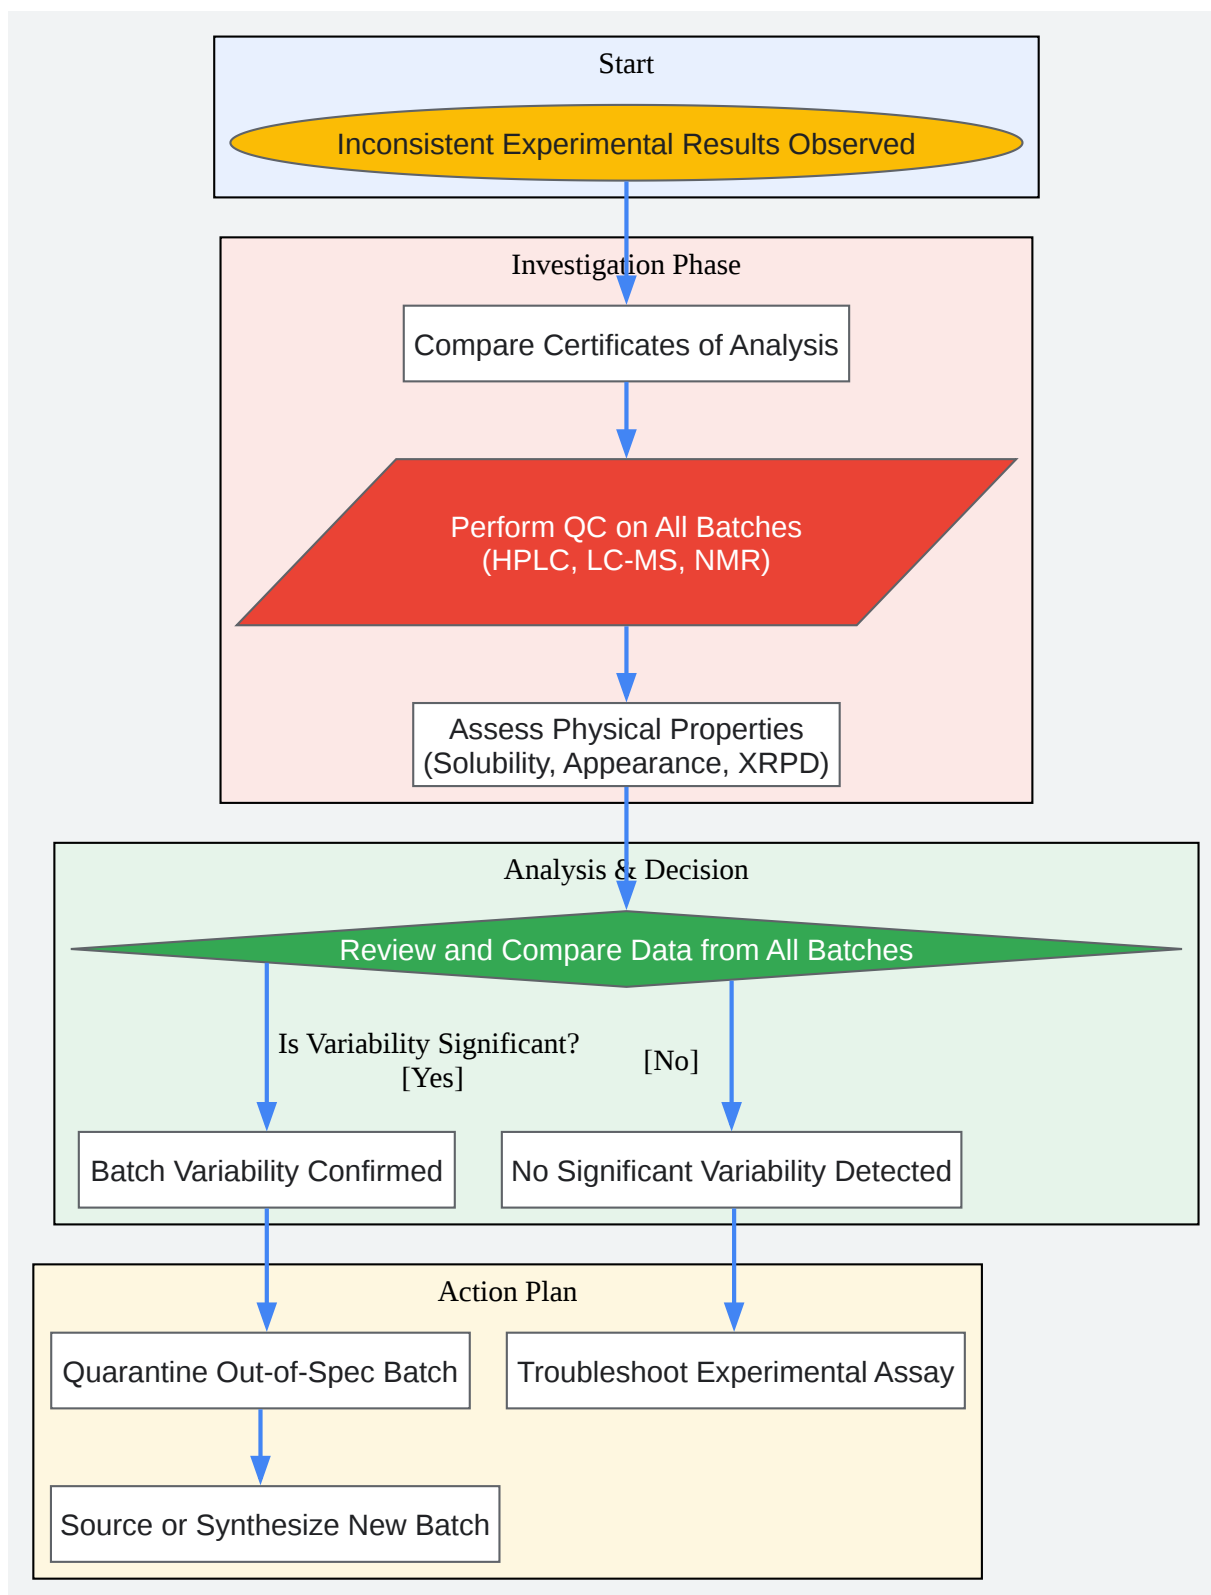 Start
Inconsistent Experimental Results Observed
Investigation Phase
Compare Certificates of Analysis
Perform QC on All Batches
(HPLC, LC-MS, NMR)
Assess Physical Properties
(Solubility, Appearance, XRPD)
Analysis & Decision
Review and Compare Data from All Batches
Is Variability Significant?
[Yes]
[No]
Batch Variability Confirmed
No Significant Variability Detected
Action Plan
Quarantine Out-of-Spec Batch
Troubleshoot Experimental Assay
Source or Synthesize New Batch